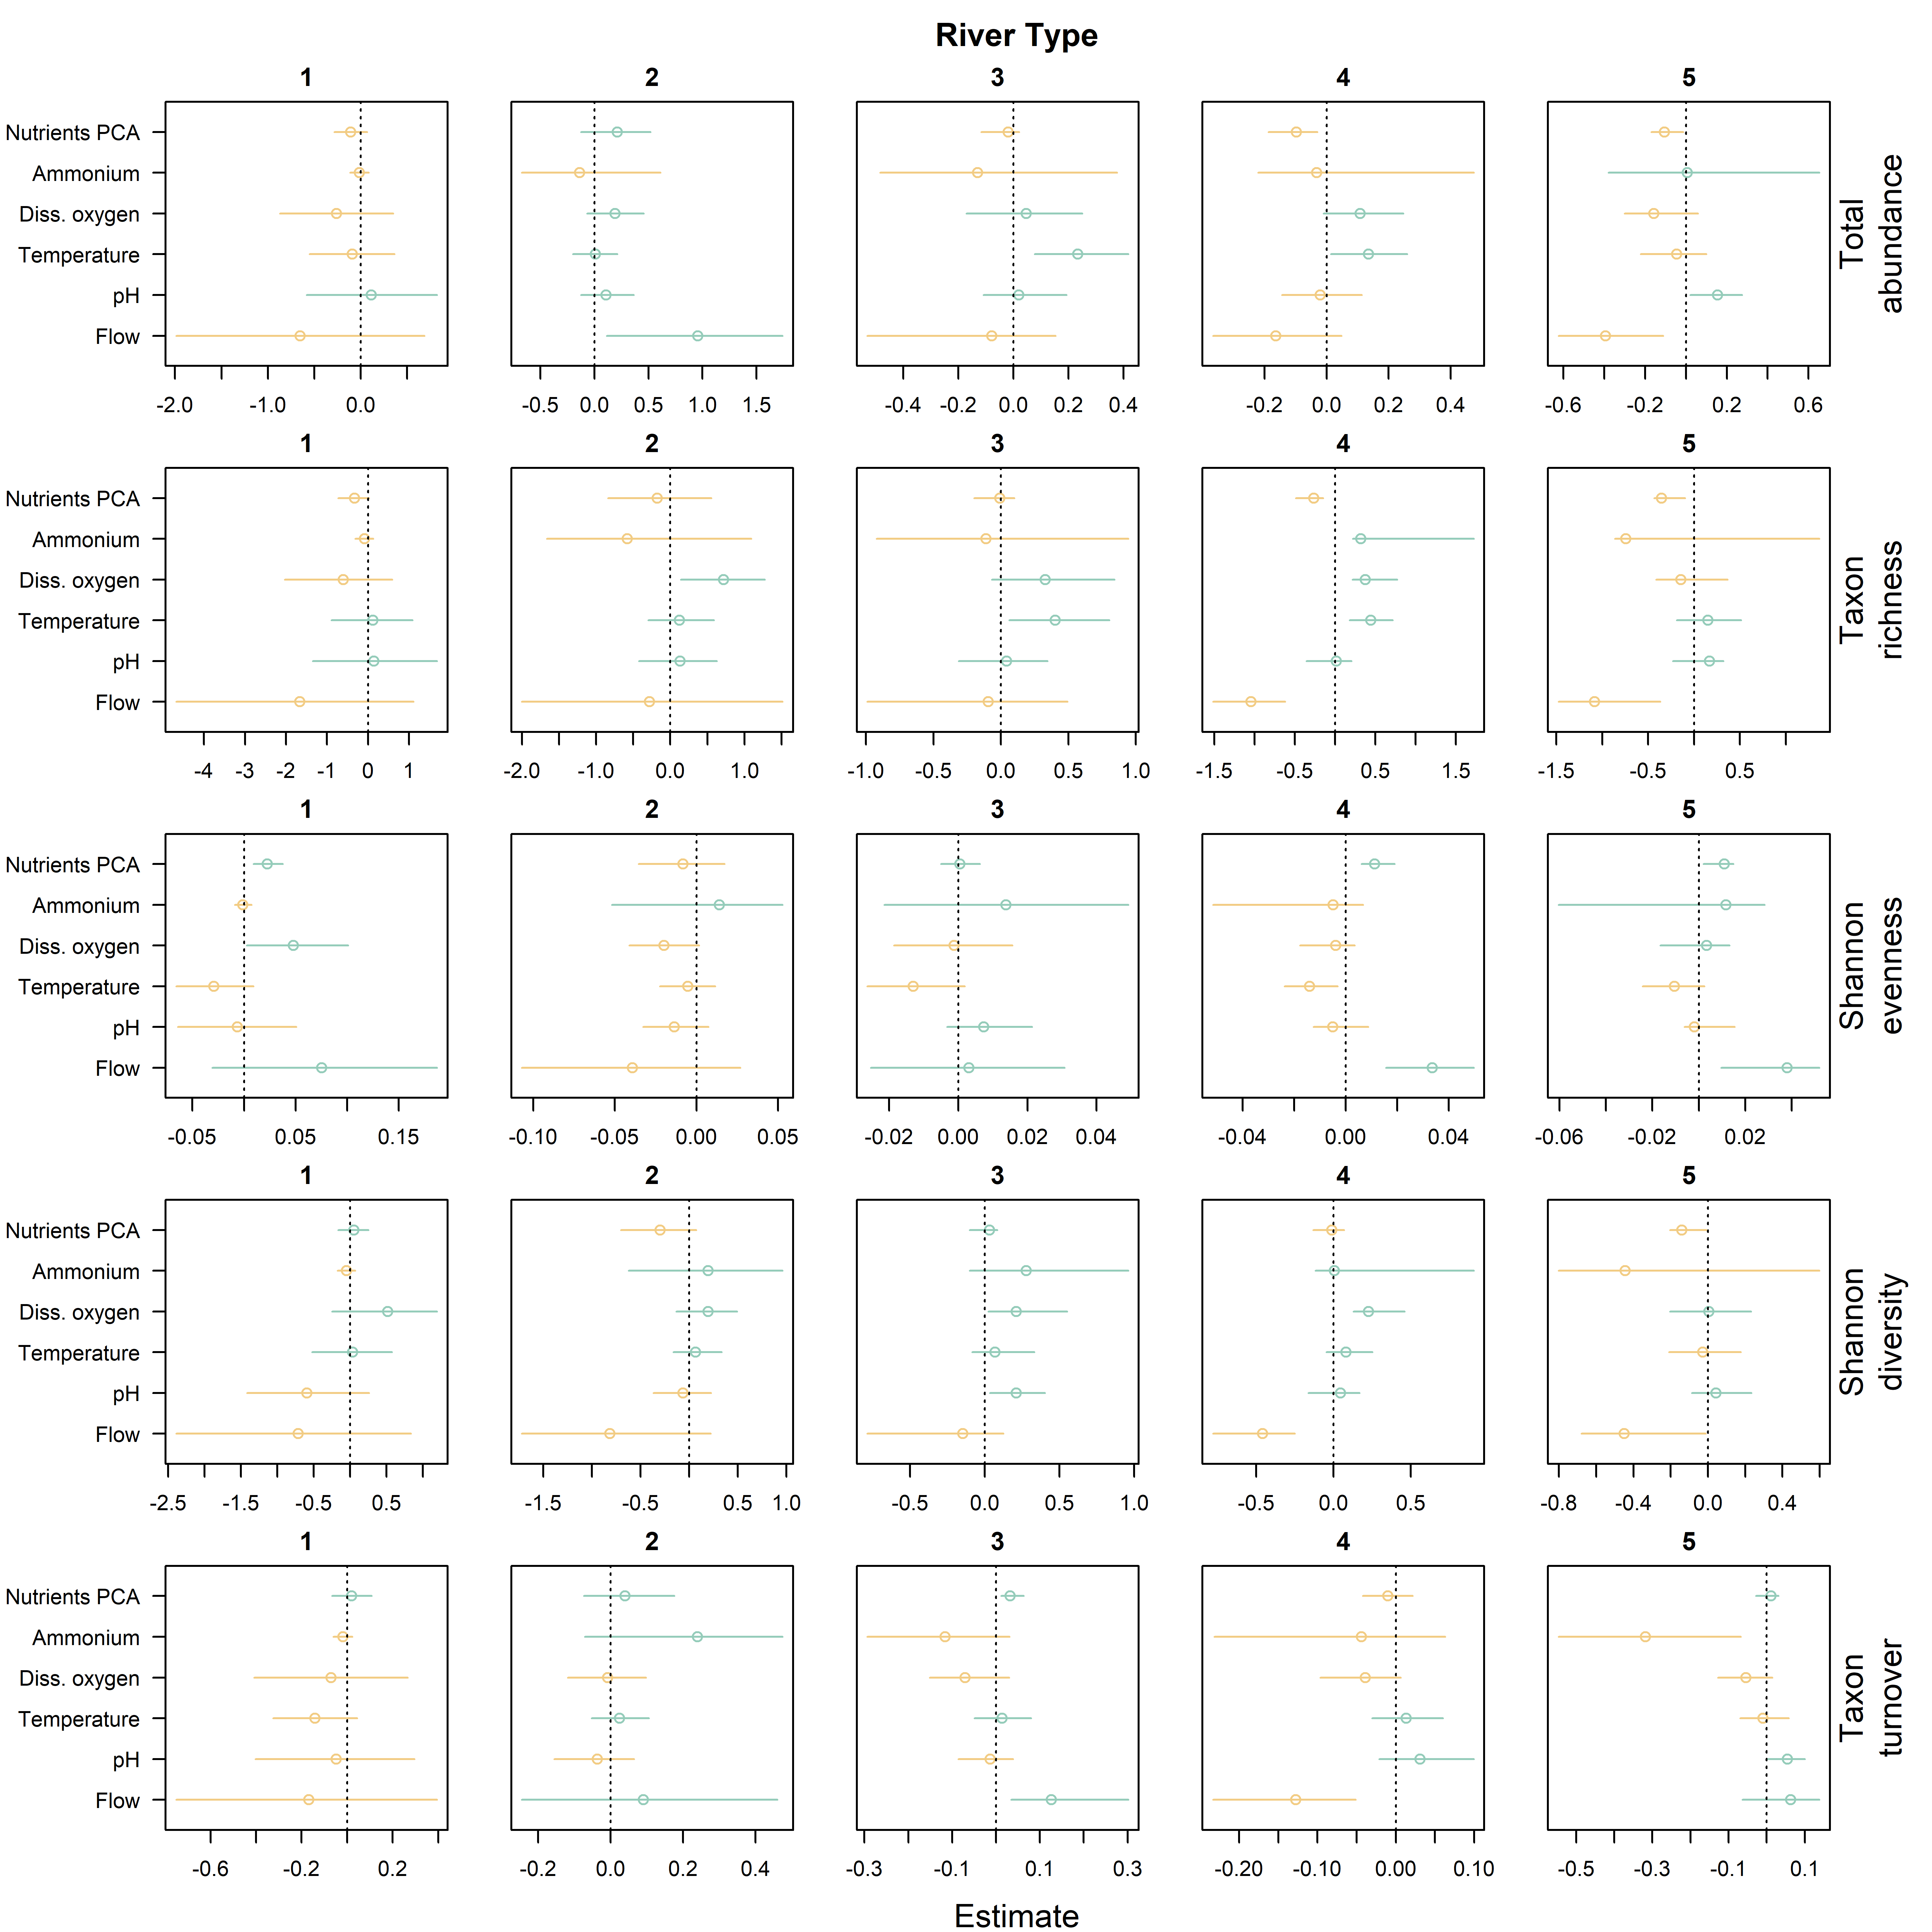 River Type
1 2 3 4 5
Nutrients PCA
Ammonium
Diss. oxygen
Temperature
pH
Flow
Total
abundance
-2.0 -1.0 0.0 -0.5 0.0 0.5 1.0 1.5 -0.4 -0.2 0.0 0.2 0.4 -0.2 0.0 0.2 0.4 -0.6 -0.2 0.2 0.6
1 2 3 4 5
Nutrients PCA
Ammonium
Diss. oxygen
Temperature
pH
Flow
Taxon
richness
-4 -3 -2 -1 0 1 -2.0 -1.0 0.0 1.0 -1.0 -0.5 0.0 0.5 1.0 -1.5 -0.5 0.5 1.5 -1.5 -0.5 0.5
1 2 3 4 5
Nutrients PCA
Ammonium
Diss. oxygen
Temperature
pH
Flow
Shannon
evenness
-0.05 0.05 0.15 -0.10 -0.05 0.00 0.05 -0.02 0.00 0.02 0.04 -0.04 0.00 0.04 -0.06 -0.02 0.02
1 2 3 4 5
Nutrients PCA
Ammonium
Diss. oxygen
Temperature
pH
Flow
Shannon
diversity
-2.5 -1.5 -0.5 0.5 -1.5 -0.5 0.5 1.0 -0.5 0.0 0.5 1.0 -0.5 0.0 0.5 -0.8 -0.4 0.0 0.4
1 2 3 4 5
Nutrients PCA
Ammonium
Diss. oxygen
Temperature
pH
Flow
Taxon
turnover
-0.6 -0.2 0.2 -0.2 0.0 0.2 0.4 -0.3 -0.1 0.1 0.3 -0.20 -0.10 0.00 0.10 -0.5 -0.3 -0.1 0.1
Estimate